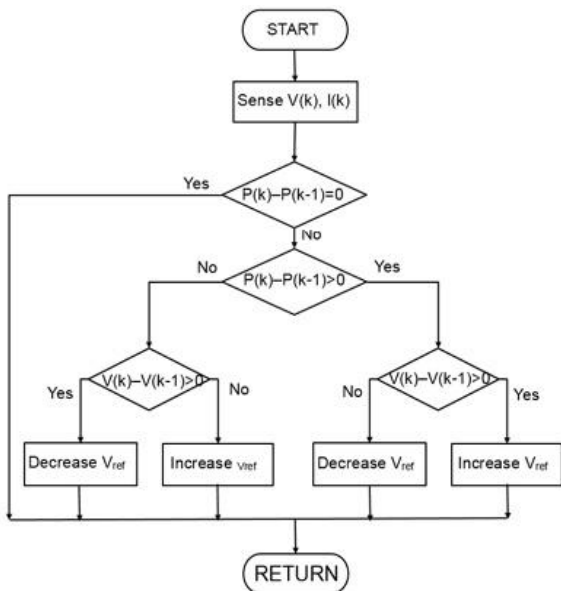 START
Sense V(k), I(k)
Yes
P(k)–P(k-1)=0
No
No
P(k)–P(k-1)>0
Yes
V(k)–V(k-1)>0
V(k)–V(k-1)>0
Yes
No
No
Yes
Decrease Vref
Increase Vref
Decrease Vref
Increase Vref
RETURN